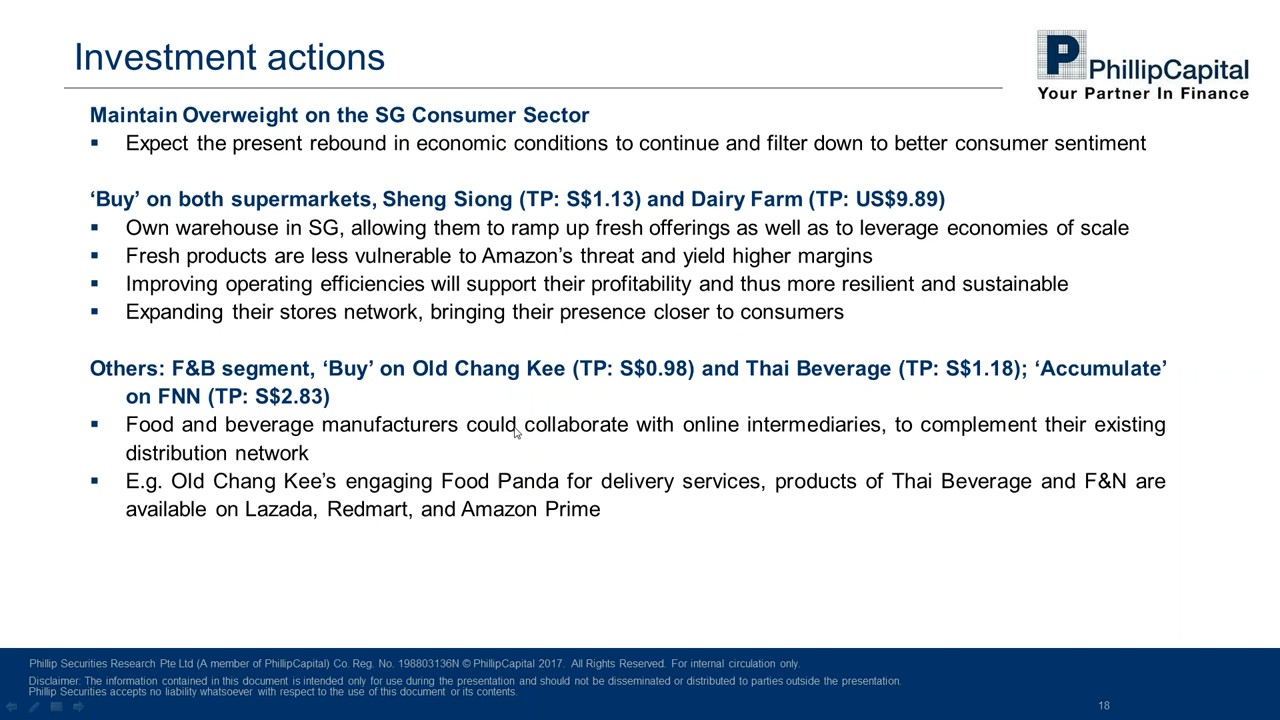 Investment actions
P PhillipCapital
Your Partner In Finance
Maintain Overweight on the SG Consumer Sector
▪ Expect the present rebound in economic conditions to continue and filter down to better consumer sentiment
‘Buy’ on both supermarkets, Sheng Siong (TP: S$1.13) and Dairy Farm (TP: US$9.89)
▪ Own warehouse in SG, allowing them to ramp up fresh offerings as well as to leverage economies of scale
▪ Fresh products are less vulnerable to Amazon’s threat and yield higher margins
▪ Improving operating efficiencies will support their profitability and thus more resilient and sustainable
▪ Expanding their stores network, bringing their presence closer to consumers
Others: F&B segment, ‘Buy’ on Old Chang Kee (TP: S$0.98) and Thai Beverage (TP: S$1.18); ‘Accumulate’
on FNN (TP: S$2.83)
▪ Food and beverage manufacturers could collaborate with online intermediaries, to complement their existing
distribution network
▪ E.g. Old Chang Kee’s engaging Food Panda for delivery services, products of Thai Beverage and F&N are
available on Lazada, Redmart, and Amazon Prime
Phillip Securities Research Pte Ltd (A member of PhillipCapital) Co. Reg. No. 198803136N © PhillipCapital 2017. All Rights Reserved. For internal circulation only.
Disclaimer: The information contained in this document is intended only for use during the presentation and should not be disseminated or distributed to parties outside the presentation.
Phillip Securities accepts no liability whatsoever with respect to the use of this document or its contents.
18